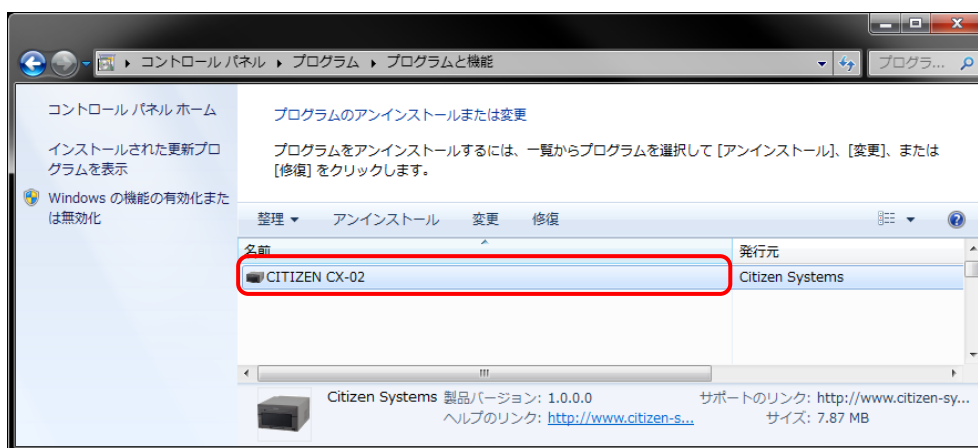 コントロール パネル ▸ プログラム ▸ プログラムと機能
プログラ...
コントロール パネル ホーム
インストールされた更新プロ
グラムを表示
Windows の機能の有効化また
は無効化
プログラムのアンインストールまたは変更
プログラムをアンインストールするには、一覧からプログラムを選択して [アンインストール]、[変更]、または
[修復] をクリックします。
整理 ▼ アンインストール 変更 修復
名前 発行元
CITIZEN CX-02 Citizen Systems
Citizen Systems 製品バージョン: 1.0.0.0 サポートのリンク: http://www.citizen-sy...
ヘルプのリンク: http://www.citizen-s... サイズ: 7.87 MB